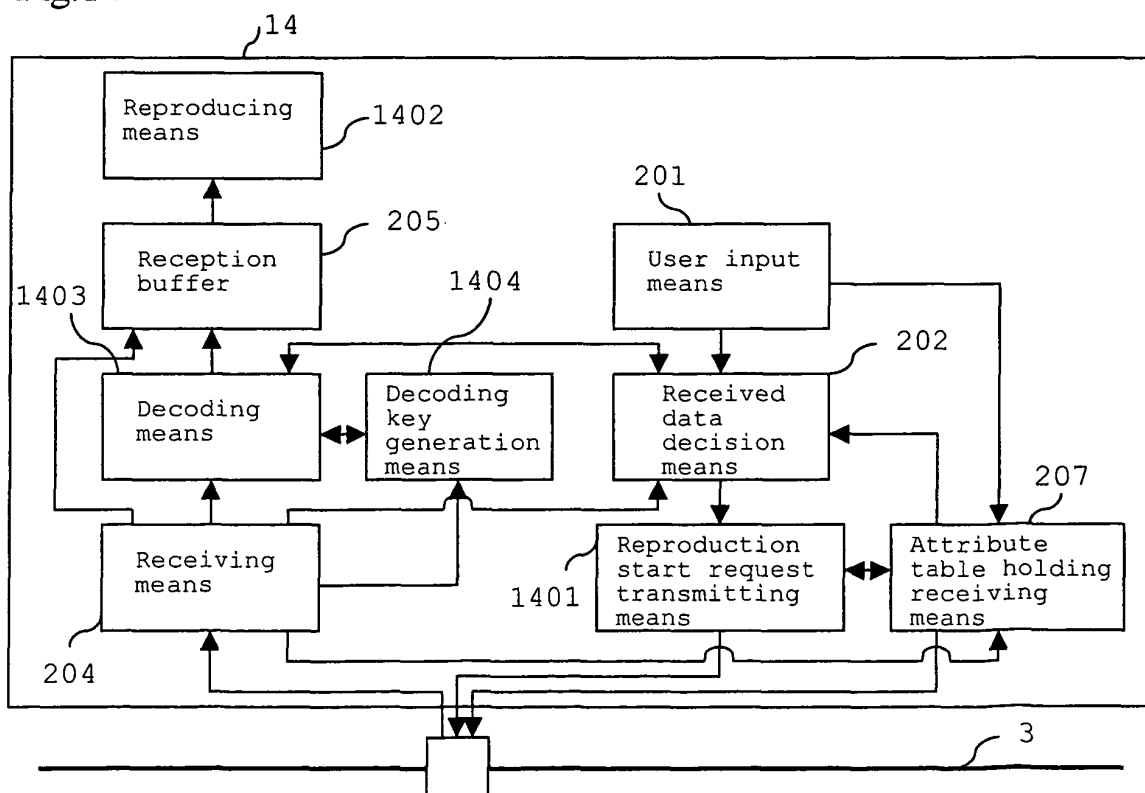 14
Reproducing
means
1402
201
205
Reception
buffer
User input
means
1403
1404
202
Decoding
means
Decoding
key
generation
means
Received
data
decision
means
207
Receiving
means
Reproduction
start request
transmitting
means
1401
Attribute
table holding
receiving
means
204
3